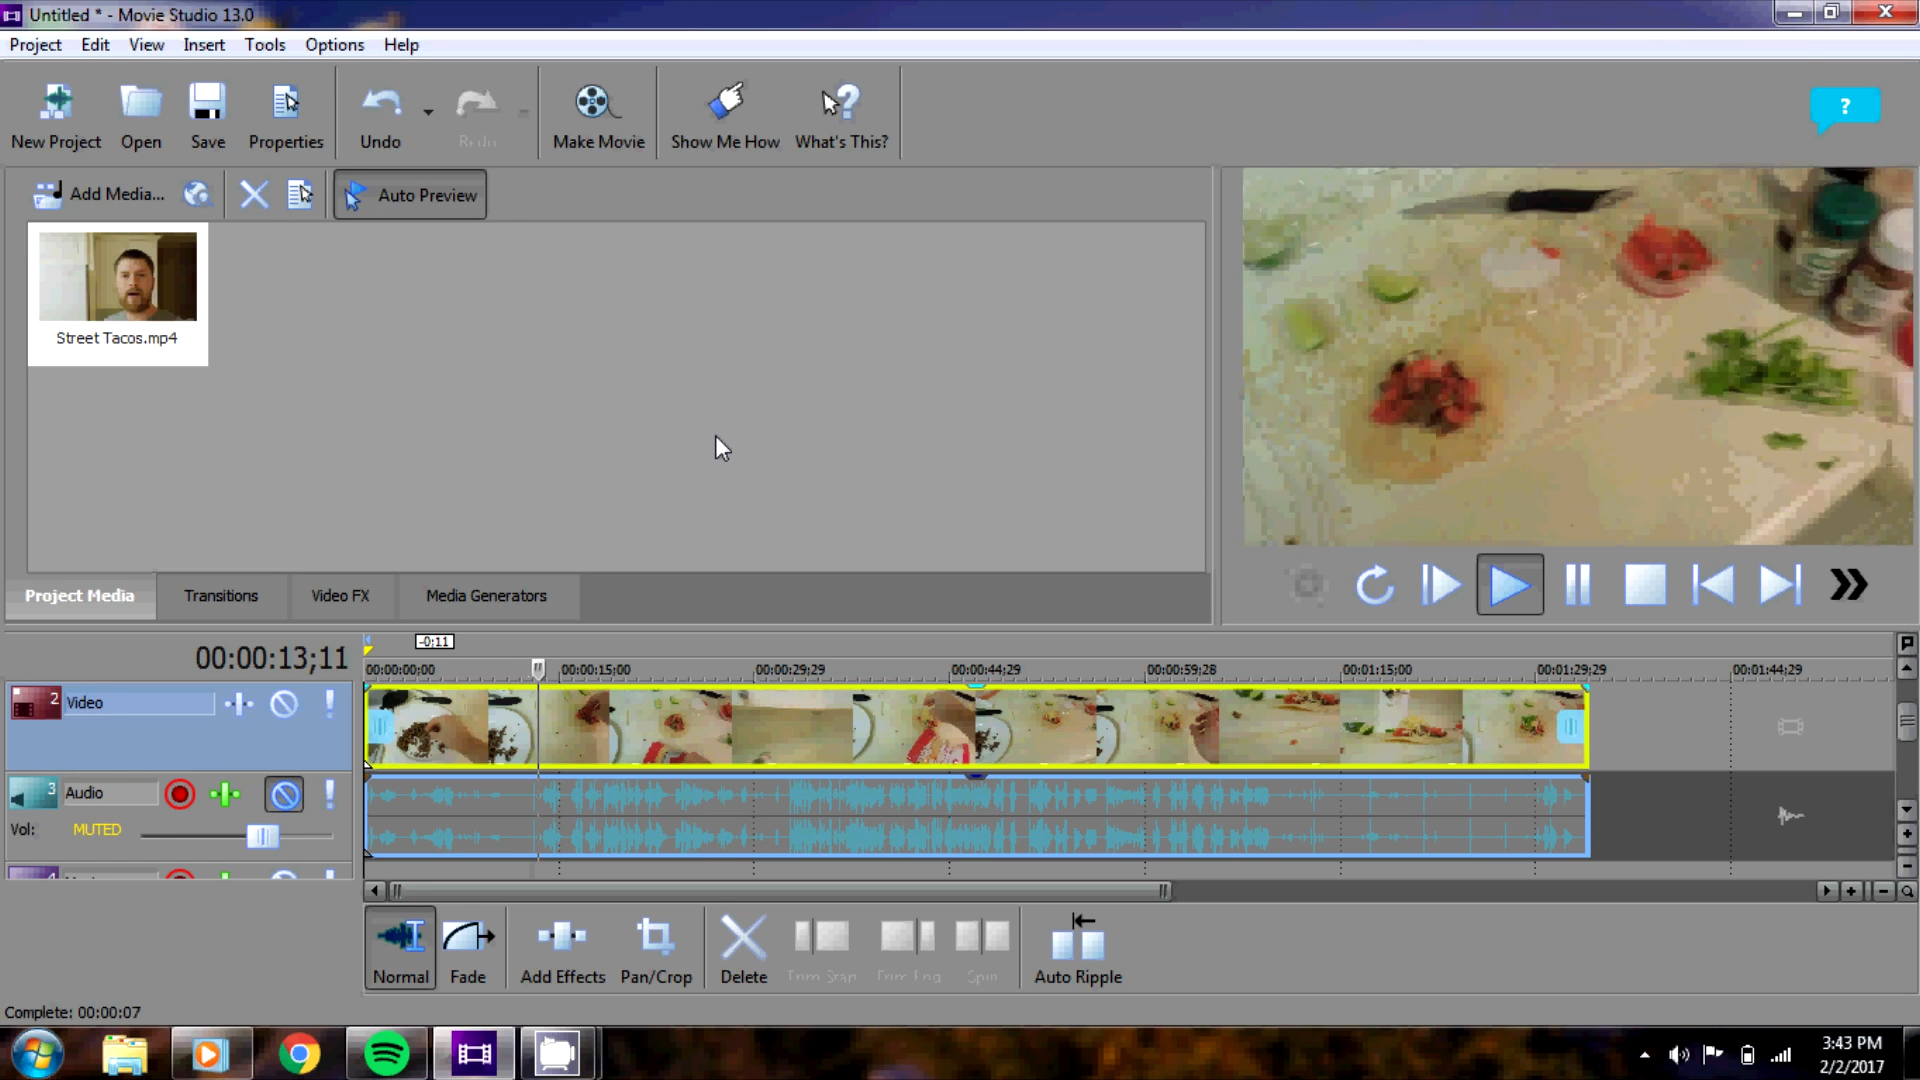 Untitled * - Movie Studio 13.0
Project Edit View Insert Tools Options Help
New Project Open Save Properties Undo Redo Make Movie Show Me How What's This?
?
Add Media... Auto Preview
Street Tacos.mp4
Project Media Transitions Video FX Media Generators
-0;11
00:00:13;11
00:00:00;00 00:00:15;00 00:00:29;29 00:00:44;29 00:00:59;28 00:01:15;00 00:01:29;29 00:01:44;29
2 Video
3 Audio
Vol: MUTED
Normal Fade Add Effects Pan/Crop Delete Auto Ripple
Complete: 00:00:07
3:43 PM
2/2/2017